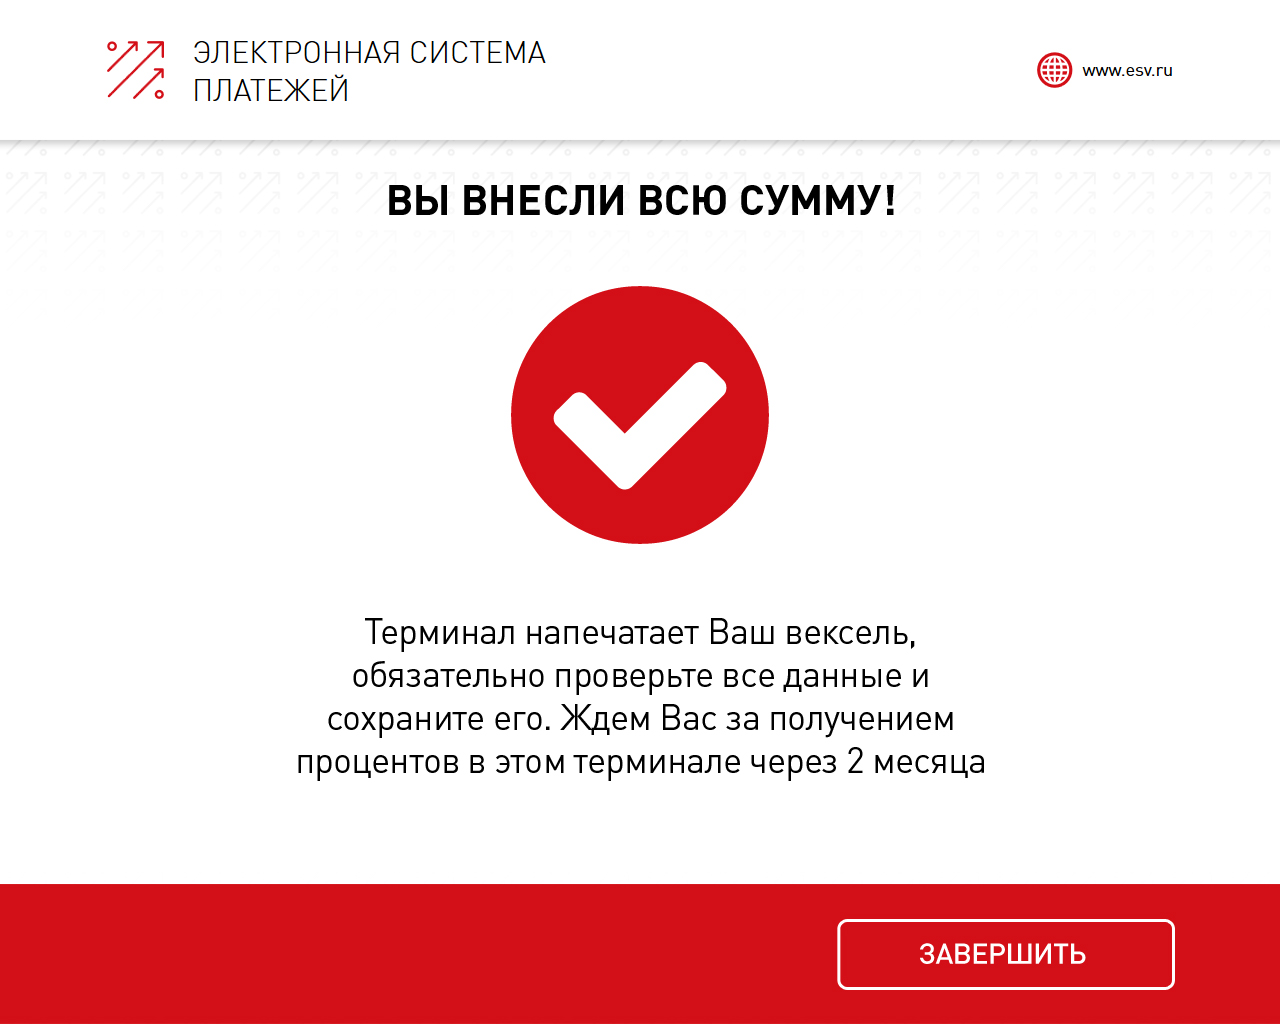 ЭЛЕКТРОННАЯ СИСТЕМА
ПЛАТЕЖЕЙ
www.esv.ru
ВЫ ВНЕСЛИ ВСЮ СУММУ!
Терминал напечатает Ваш вексель,
обязательно проверьте все данные и
сохраните его. Ждем Вас за получением
процентов в этом терминале через 2 месяца
ЗАВЕРШИТЬ